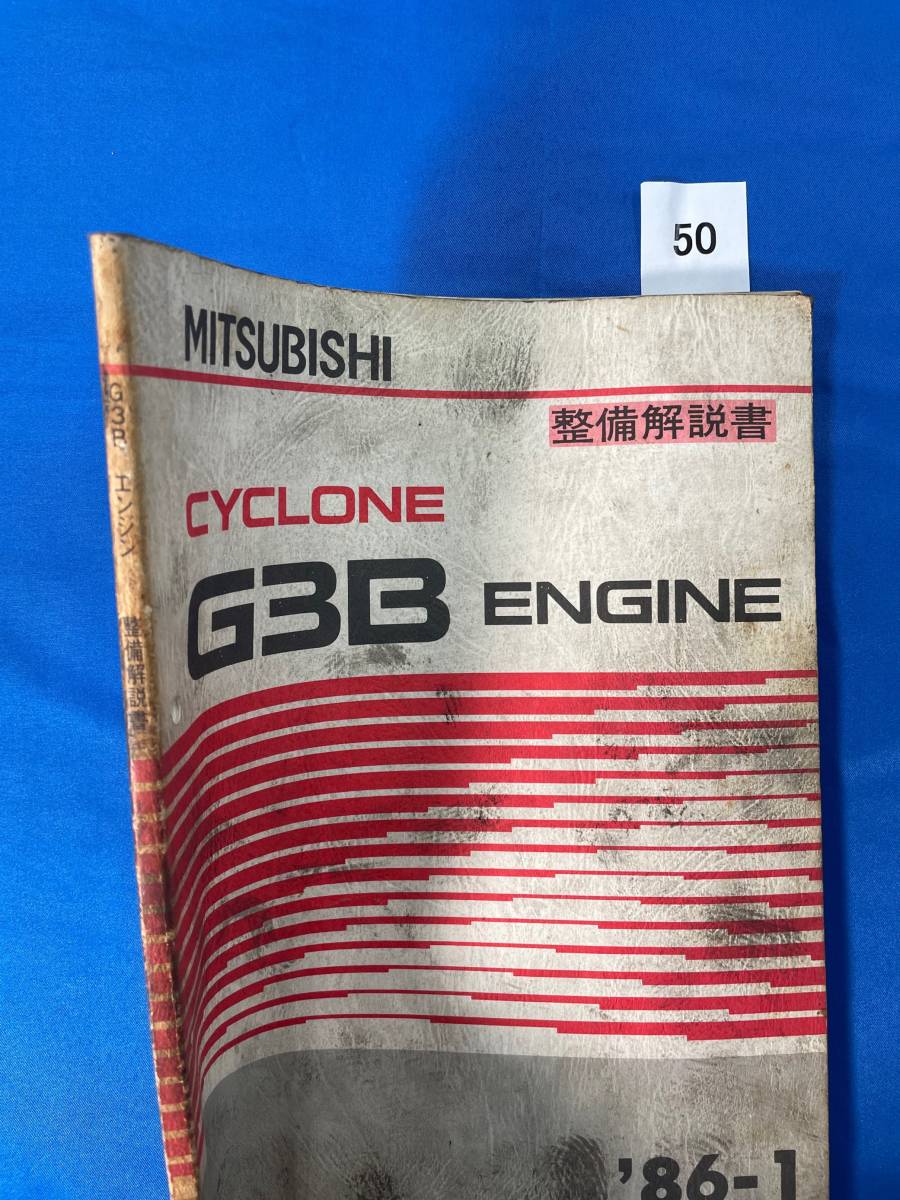 50
MITSUBISHI
整備解説書
CYCLONE
G3B ENGINE
'86-1
G3B エンジン 整備解説書